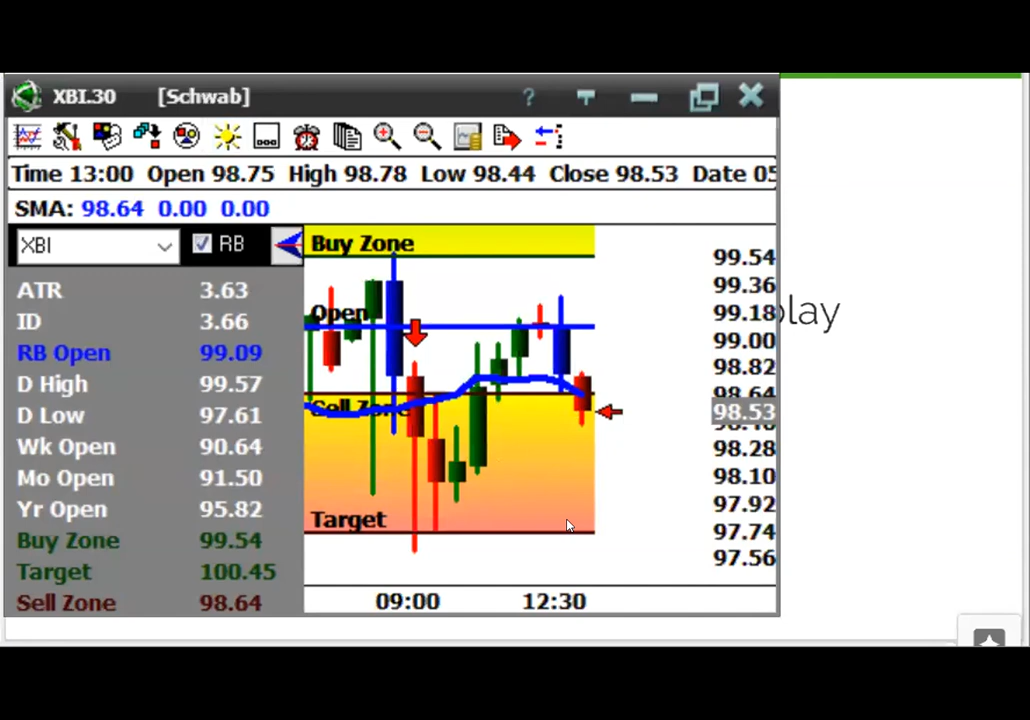 XBI.30 [Schwab]
?
Time 13:00 Open 98.75 High 98.78 Low 98.44 Close 98.53 Date 05
SMA: 98.64 0.00 0.00
XBI RB
ATR 3.63
ID 3.66
RB Open 99.09
D High 99.57
D Low 97.61
Wk Open 90.64
Mo Open 91.50
Yr Open 95.82
Buy Zone 99.54
Target 100.45
Sell Zone 98.64
Buy Zone
Open
Sell Zone
Target
09:00 12:30
99.54
99.36
99.18
99.00
98.82
98.64
98.53
98.28
98.10
97.92
97.74
97.56
play